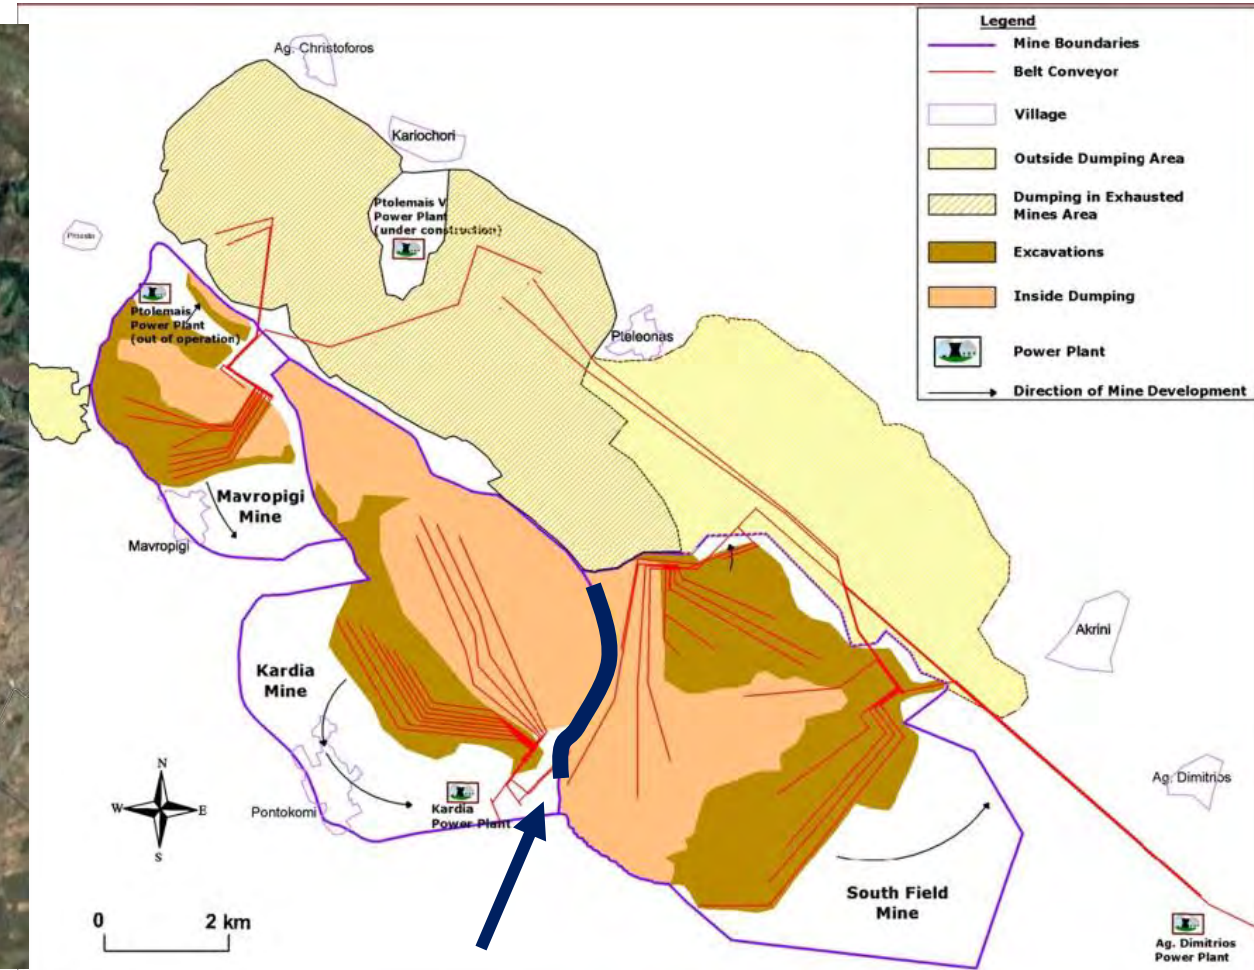 Legend
Mine Boundaries
Belt Conveyor
Village
Outside Dumping Area
Dumping in Exhausted
Mines Area
Excavations
Inside Dumping
Power Plant
Direction of Mine Development
Ag. Christoforos
Kariochori
Ptolemais V
Power Plant
(under construction)
Ptolemais
Power Plant
(out of operation)
Pteleonas
Mavropigi
Mine
Mavropigi
Akrini
Kardia
Mine
Ag. Dimitrios
Pontokomi
Kardia
Power Plant
N
W
E
S
0
2 km
South Field
Mine
Ag. Dimitrios
Power Plant